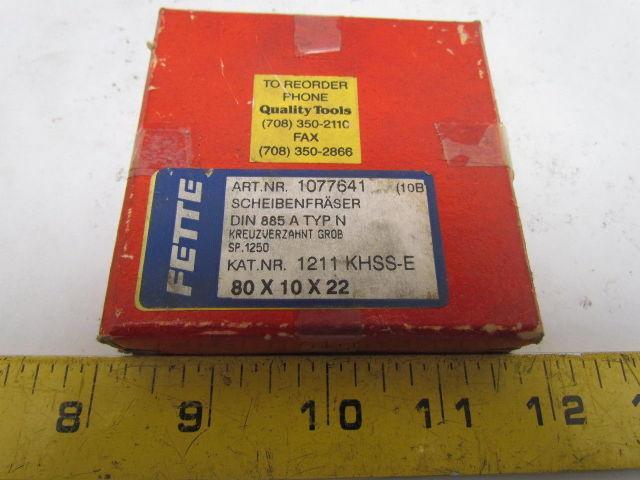 TO REORDER
PHONE
Quality Tools
(708) 350-2110
FAX
(708) 350-2866
FETTE
ART.NR. 1077641 (10B
SCHEIBENFRÄSER
DIN 885 A TYP N
KREUZVERZAHNT GROB
SP.1250
KAT.NR. 1211 KHSS-E
80 X 10 X 22
8 9 10 11 12